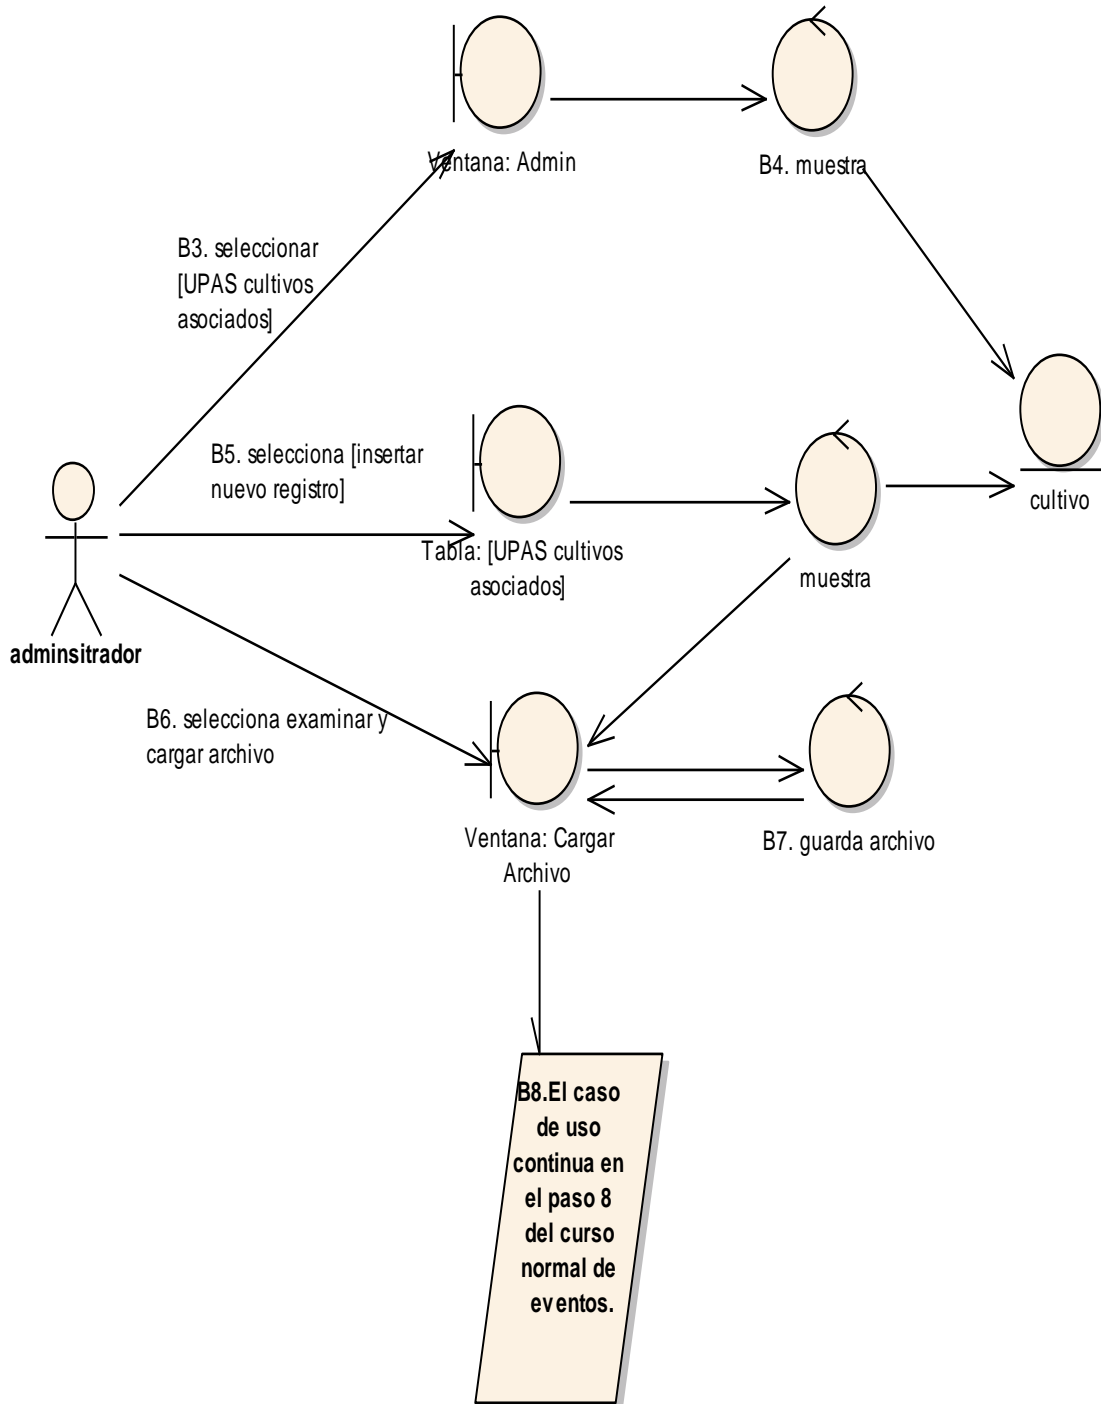 Ventana: Admin
B4. muestra
B3. seleccionar
[UPAS cultivos
asociados]
B5. selecciona [insertar
nuevo registro]
cultivo
Tabla: [UPAS cultivos
asociados]
muestra
adminsitrador
B6. selecciona examinar y
cargar archivo
Ventana: Cargar
Archivo
B7. guarda archivo
B8.El caso
de uso
continua en
el paso 8
del curso
normal de
eventos.